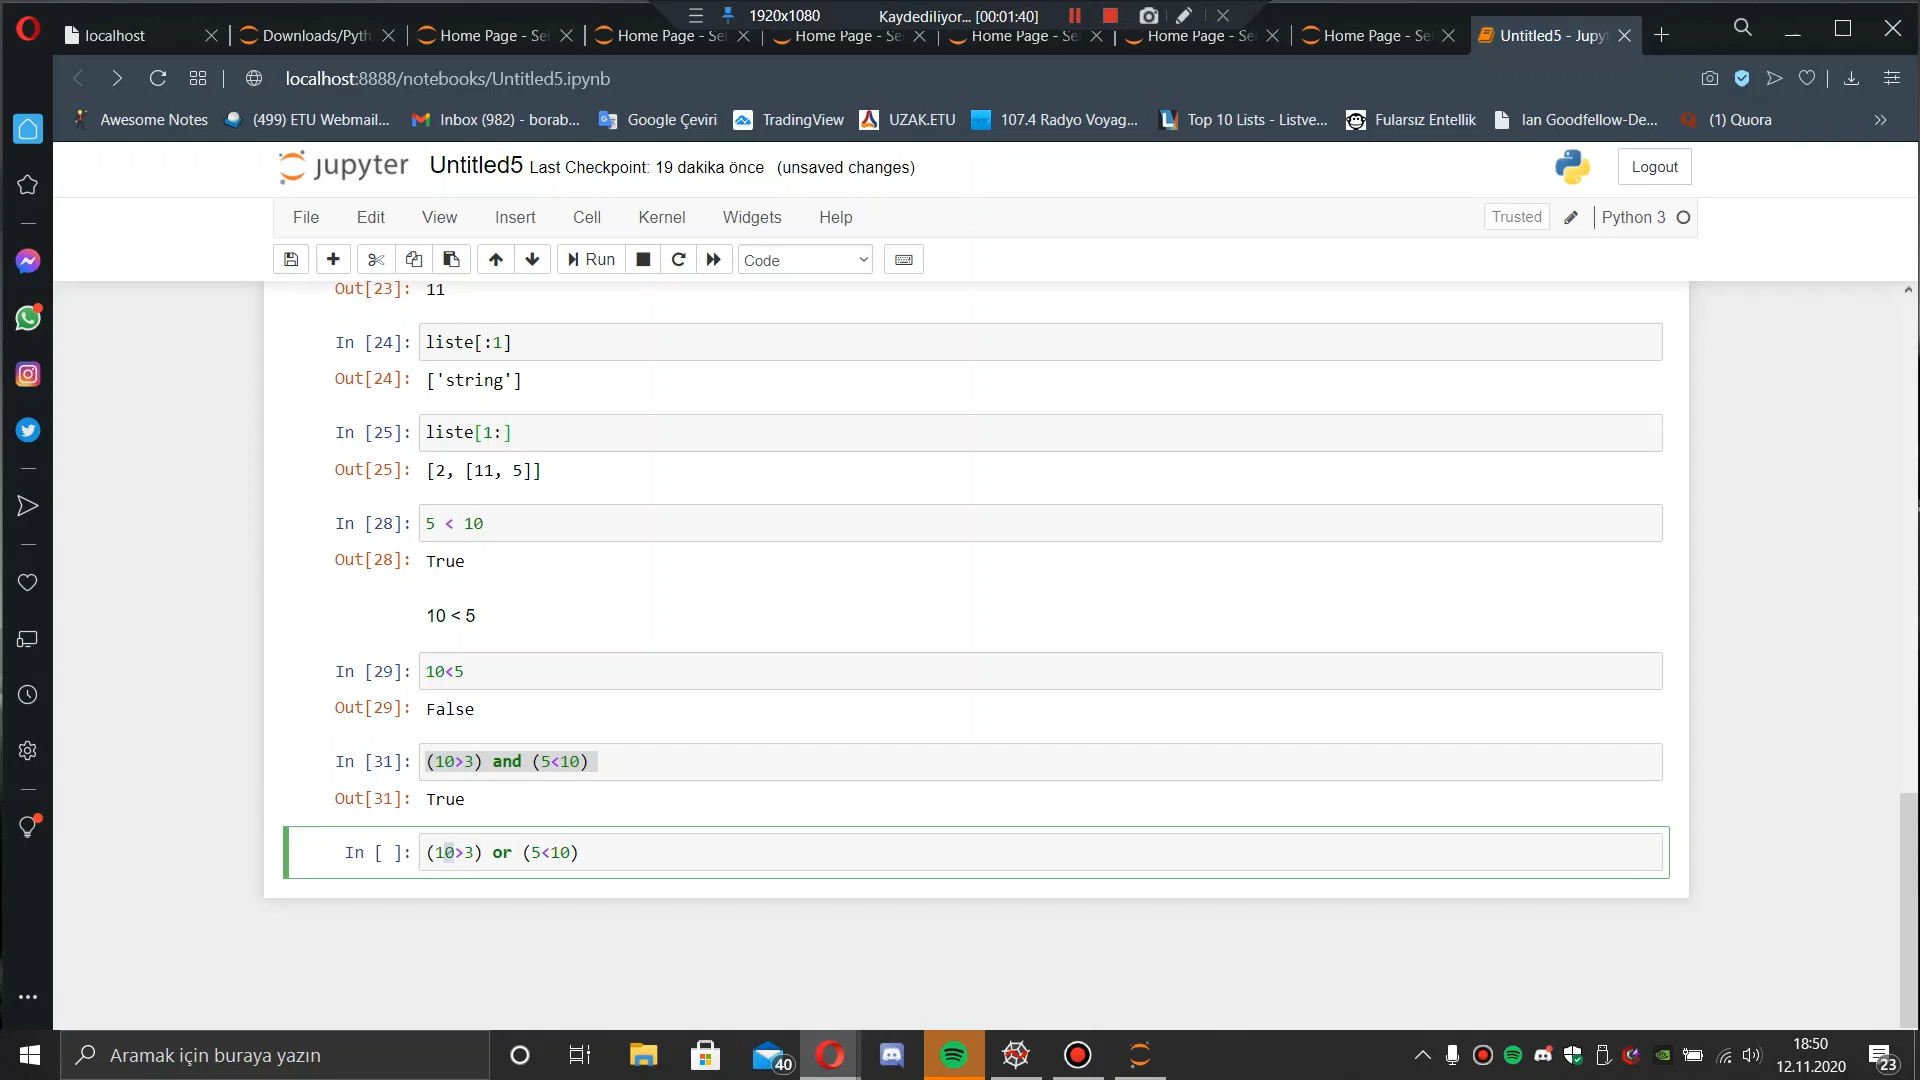 1920x1080 Kaydediliyor... [00:01:40]
localhost Downloads/Pyth Home Page - Sel Home Page - Sel Home Page - Sel Home Page - Sel Home Page - Sel Home Page - Sel Untitled5 - Jupyt
localhost:8888/notebooks/Untitled5.ipynb
Awesome Notes (499) ETU Webmail... Inbox (982) - borab... Google Çeviri TradingView UZAK.ETU 107.4 Radyo Voyag... Top 10 Lists - Listve... Fularsız Entellik Ian Goodfellow-De... (1) Quora
jupyter Untitled5 Last Checkpoint: 19 dakika önce (unsaved changes) Logout
File Edit View Insert Cell Kernel Widgets Help Trusted Python 3
Run Code
Out[23]: 11
In [24]: liste[:1]
Out[24]: ['string']
In [25]: liste[1:]
Out[25]: [2, [11, 5]]
In [28]: 5 < 10
Out[28]: True
10 < 5
In [29]: 10<5
Out[29]: False
In [31]: (10>3) and (5<10)
Out[31]: True
In [ ]: (10>3) or (5<10)
Aramak için buraya yazın 40 18:50
12.11.2020 23